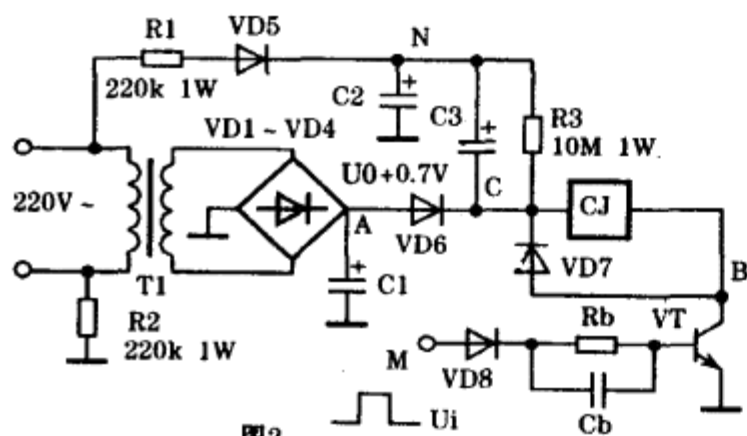 R1
VD5
N
220k 1W
C2
+
C3
+
R3
10M 1W
VD1 ~ VD4
U0+0.7V
C
CJ
220V ~
A
VD6
VD7
B
T1
+
C1
R2
220k 1W
M
VD8
Rb
VT
Cb
Ui